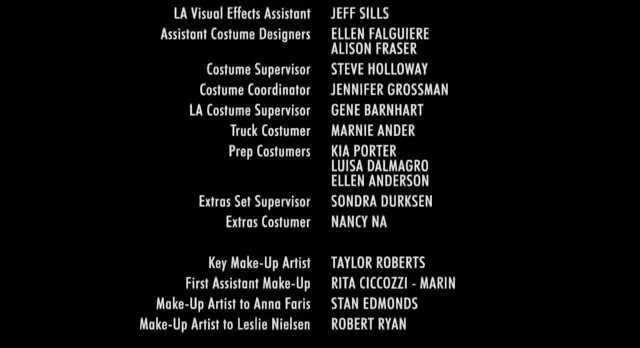 LA Visual Effects Assistant JEFF SILLS
Assistant Costume Designers ELLEN FALGUIERE
ALISON FRASER
Costume Supervisor STEVE HOLLOWAY
Costume Coordinator JENNIFER GROSSMAN
LA Costume Supervisor GENE BARNHART
Truck Costumer MARNIE ANDER
Prep Costumers KIA PORTER
LUISA DALMAGRO
ELLEN ANDERSON
Extras Set Supervisor SONDRA DURKSEN
Extras Costumer NANCY NA
Key Make-Up Artist TAYLOR ROBERTS
First Assistant Make-Up RITA CICCOZZI - MARIN
Make-Up Artist to Anna Faris STAN EDMONDS
Make-Up Artist to Leslie Nielsen ROBERT RYAN